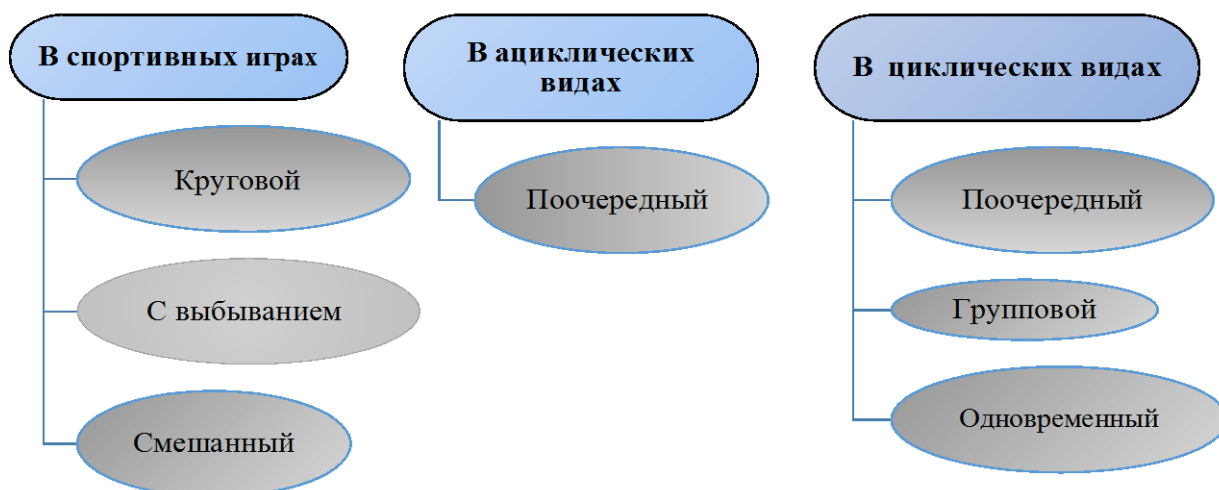 В спортивных играх
Круговой
С выбыванием
Смешанный
В ациклических
видах
Поочередный
В циклических видах
Поочередный
Групповой
Одновременный